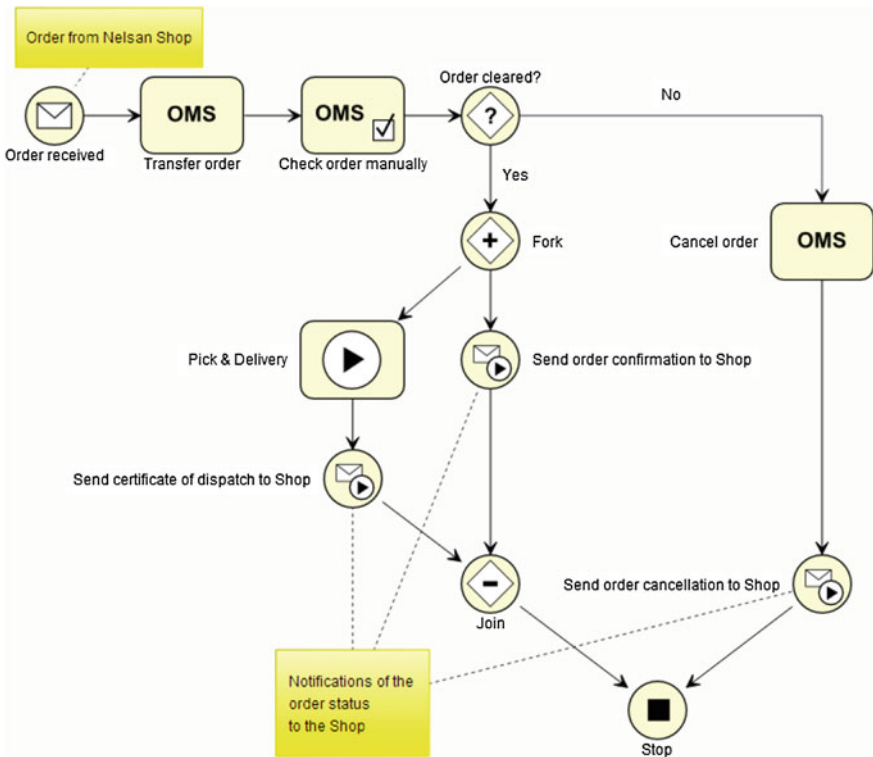 Order from Nelsan Shop
Order cleared?
No
OMS
OMS
?
Order received
Transfer order
Check order manually
Yes
+
Fork
Cancel order
OMS
Pick & Delivery
Send order confirmation to Shop
Send certificate of dispatch to Shop
-
Send order cancellation to Shop
Join
Notifications of the
order status
to the Shop
Stop